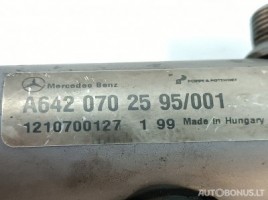 Mercedes Benz
A642 070 25 95/001
1210700127 1 99 Made in Hungary
AUTOBONUS.LT